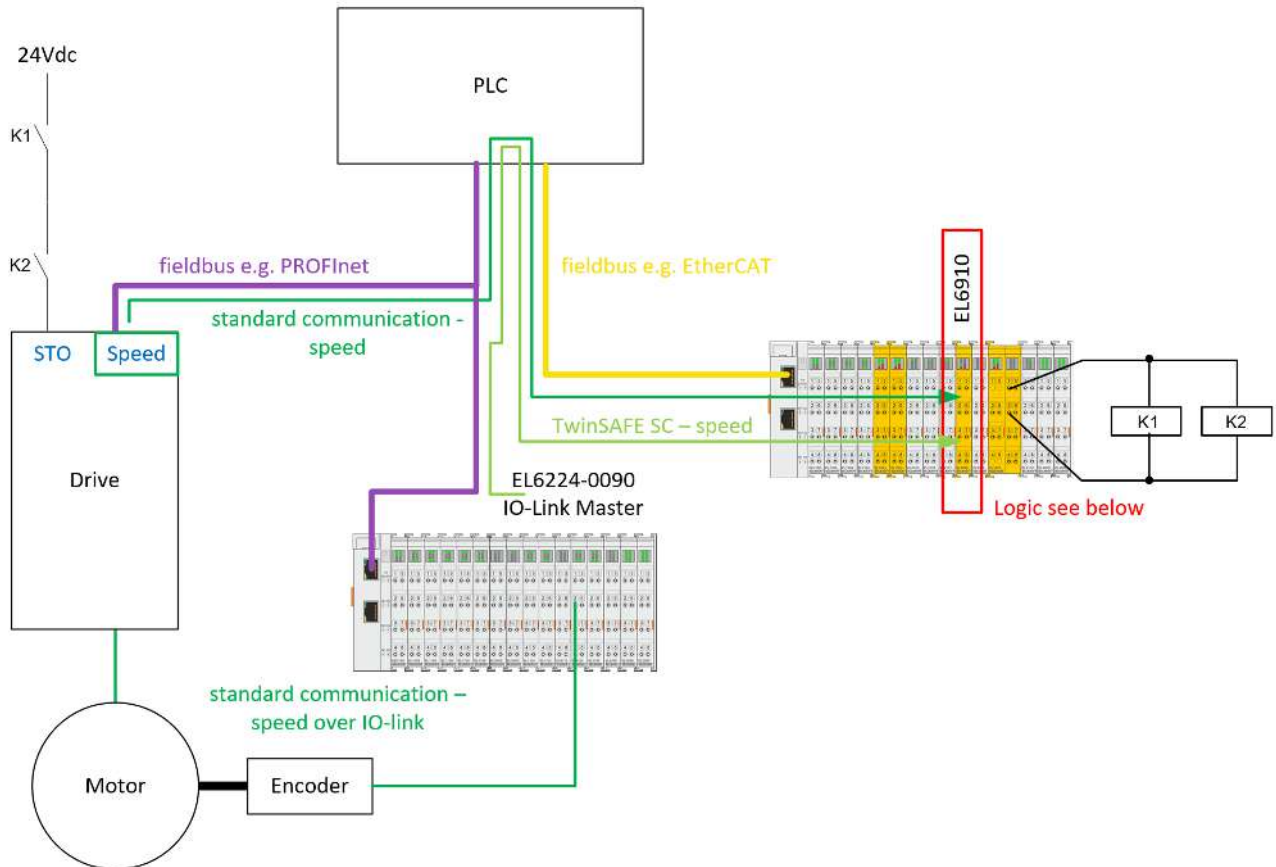 24Vdc
PLC
K1
K2
fieldbus e.g. PROFInet
fieldbus e.g. EtherCAT
EL6910
standard communication -
speed
STO
Speed
TwinSAFE SC – speed
K1
K2
EL6224-0090
IO-Link Master
Logic see below
Drive
standard communication –
speed over IO-link
Motor
Encoder